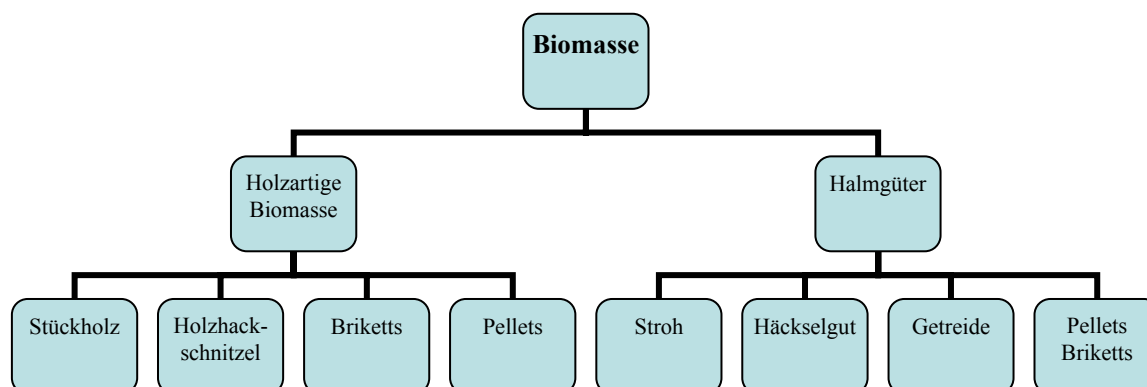 Biomasse
Holzartige
Biomasse
Halmgüter
Stückholz
Holzhack-
schnitzel
Briketts
Pellets
Stroh
Häckselgut
Getreide
Pellets
Briketts